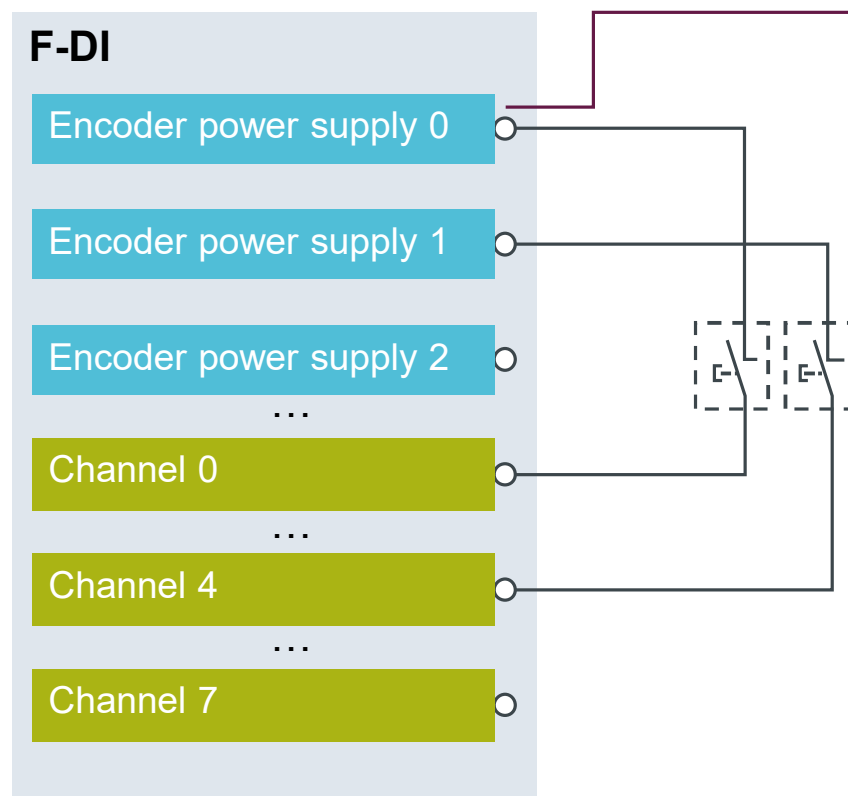 F-DI
Encoder power supply 0
Encoder power supply 1
Encoder power supply 2
...
Channel 0
...
Channel 4
...
Channel 7